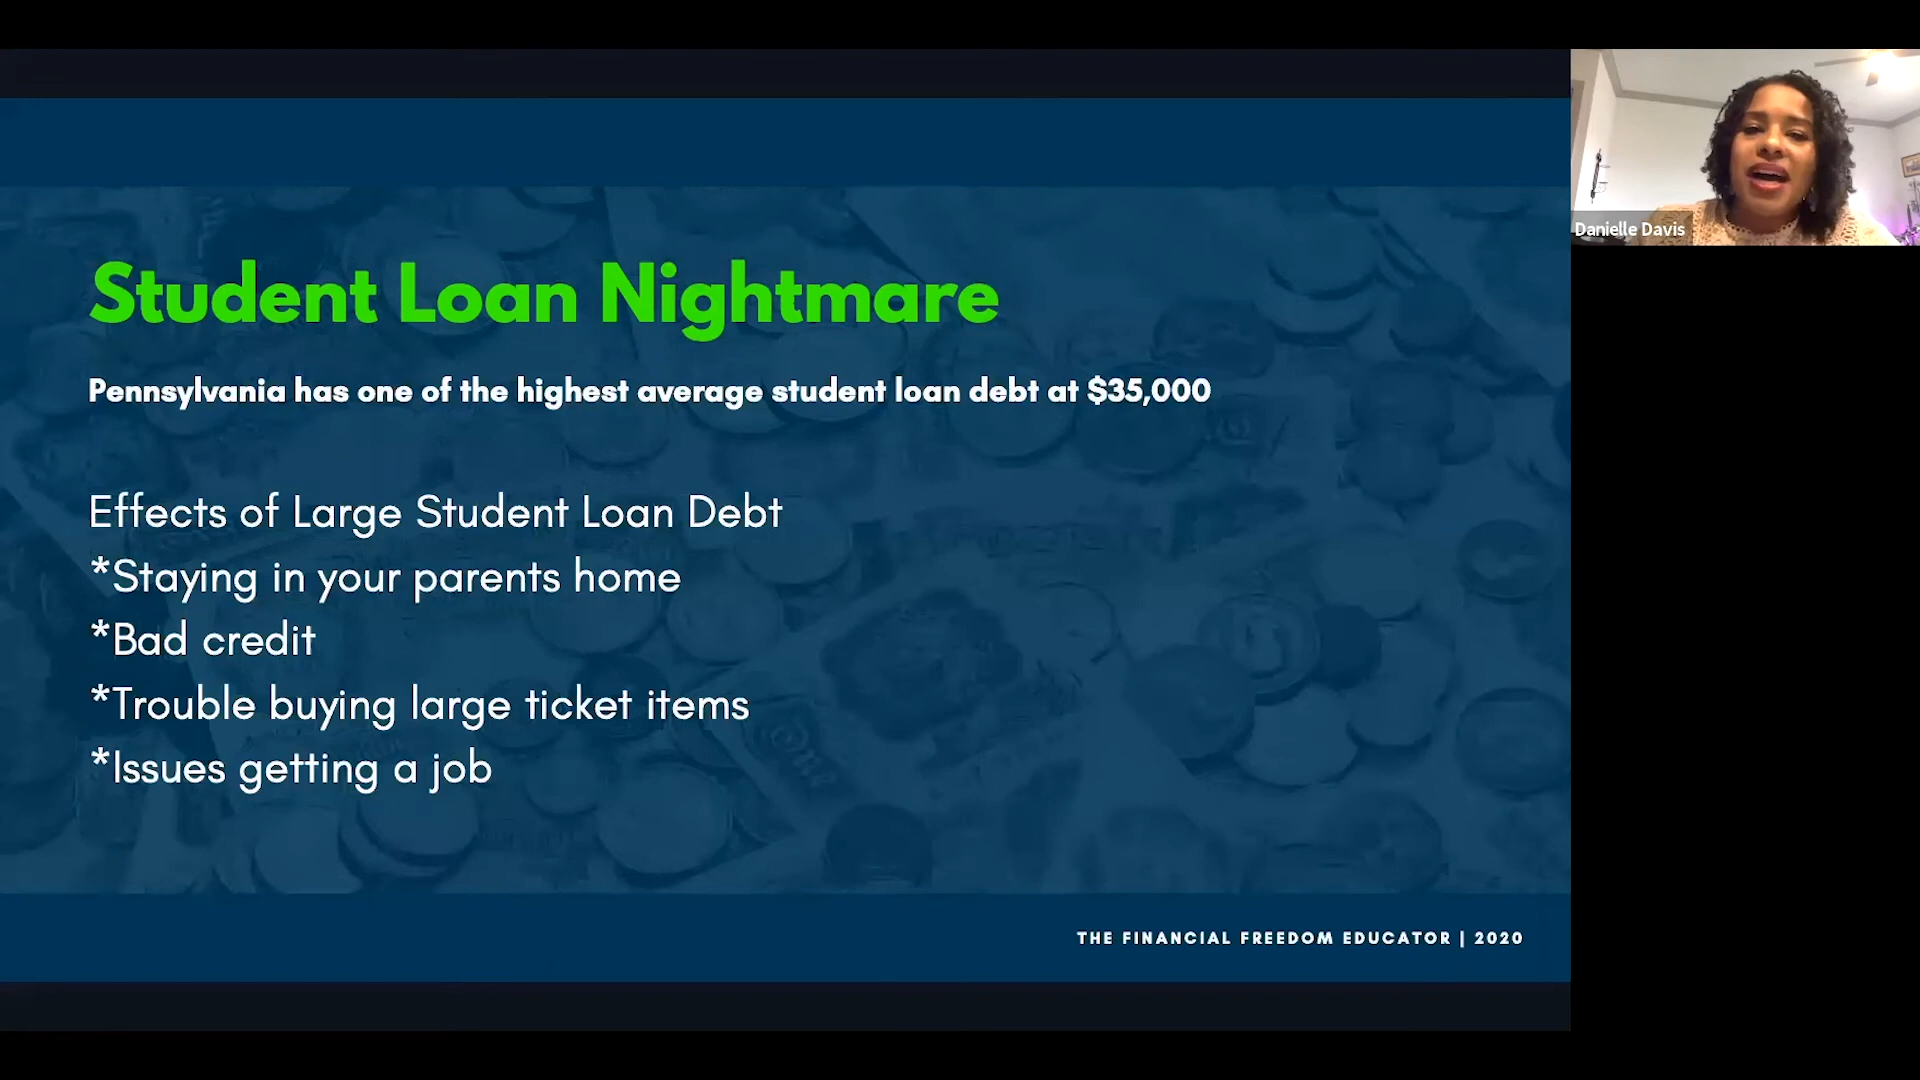 Student Loan Nightmare
Pennsylvania has one of the highest average student loan debt at $35,000
Effects of Large Student Loan Debt
*Staying in your parents home
*Bad credit
*Trouble buying large ticket items
*Issues getting a job
THE FINANCIAL FREEDOM EDUCATOR | 2020
Danielle Davis